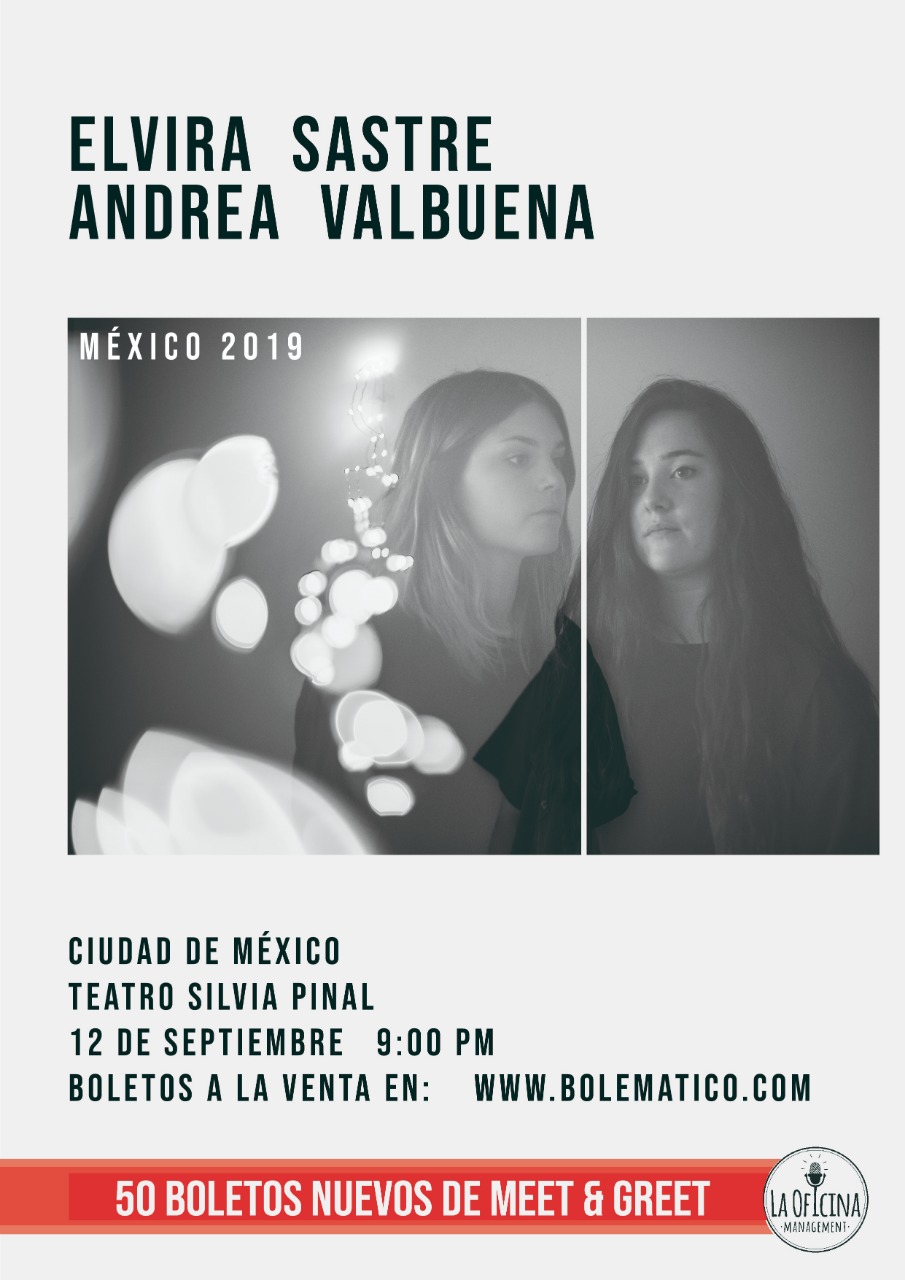 ELVIRA SASTRE
ANDREA VALBUENA
MÉXICO 2019
CIUDAD DE MÉXICO
TEATRO SILVIA PINAL
12 DE SEPTIEMBRE 9:00 PM
BOLETOS A LA VENTA EN: WWW.BOLEMATICO.COM
50 BOLETOS NUEVOS DE MEET & GREET
LA OFICINA
·MANAGEMENT·